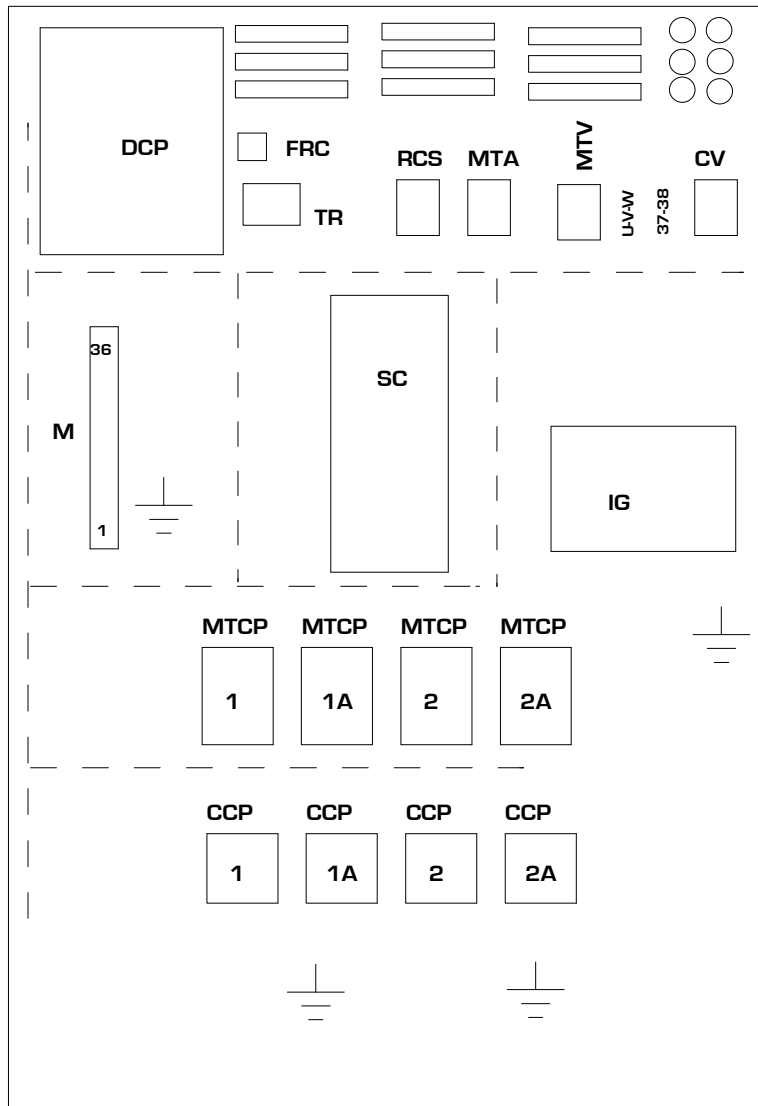 DCP
FRC
TR
RCS
MTA
MTV
U-V-W
37-38
CV
36
M
1
SC
IG
MTCP MTCP MTCP MTCP
1 1A 2 2A
CCP CCP CCP CCP
1 1A 2 2A